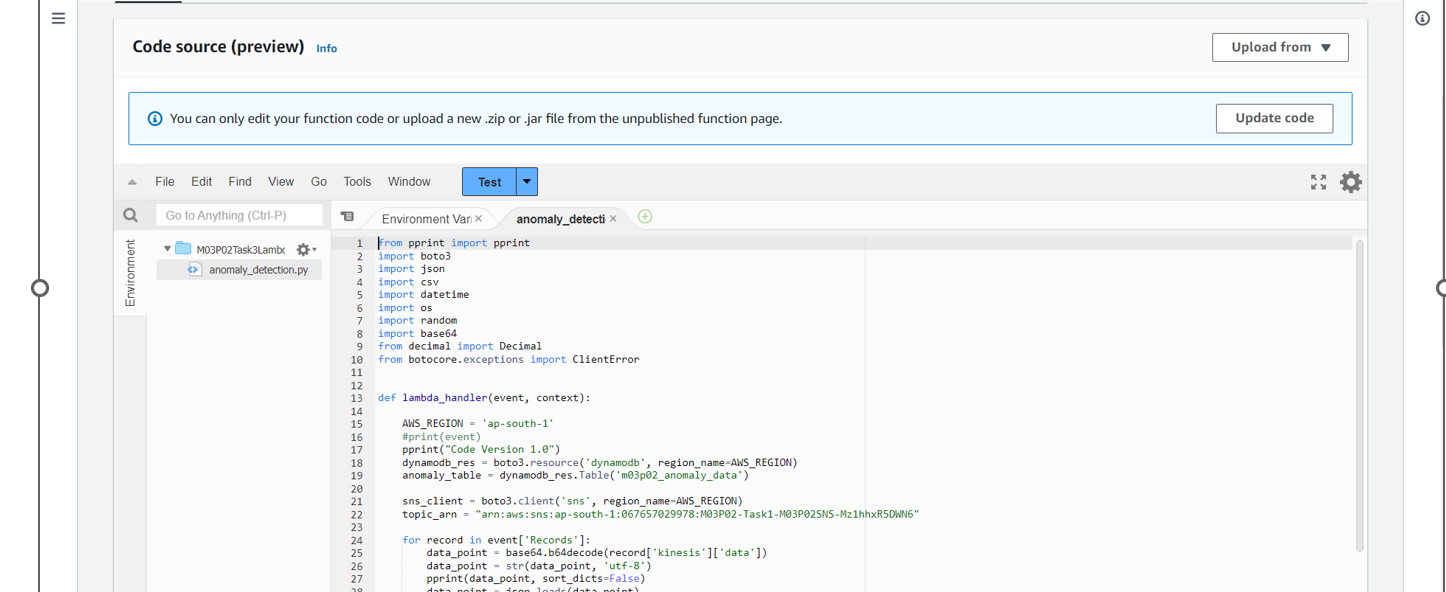 Code source (preview) Info
Upload from ▼
You can only edit your function code or upload a new .zip or .jar file from the unpublished function page.
Update code
File Edit Find View Go Tools Window Test
Go to Anything (Ctrl-P)
Environment Vari × anomaly_detecti ×
Environment
M03P02Task3Lambc
anomaly_detection.py
1 from pprint import pprint
2 import boto3
3 import json
4 import csv
5 import datetime
6 import os
7 import random
8 import base64
9 from decimal import Decimal
10 from botocore.exceptions import ClientError
11
12
13 def lambda_handler(event, context):
14
15 AWS_REGION = 'ap-south-1'
16 #print(event)
17 pprint("Code Version 1.0")
18 dynamodb_res = boto3.resource('dynamodb', region_name=AWS_REGION)
19 anomaly_table = dynamodb_res.Table('m03p02_anomaly_data')
20
21 sns_client = boto3.client('sns', region_name=AWS_REGION)
22 topic_arn = "arn:aws:sns:ap-south-1:067657029978:M03P02-Task1-M03P02SNS-Mz1hhxR5DWN6"
23
24 for record in event['Records']:
25 data_point = base64.b64decode(record['kinesis']['data'])
26 data_point = str(data_point, 'utf-8')
27 pprint(data_point, sort_dicts=False)
28 data_point = json.loads(data_point)